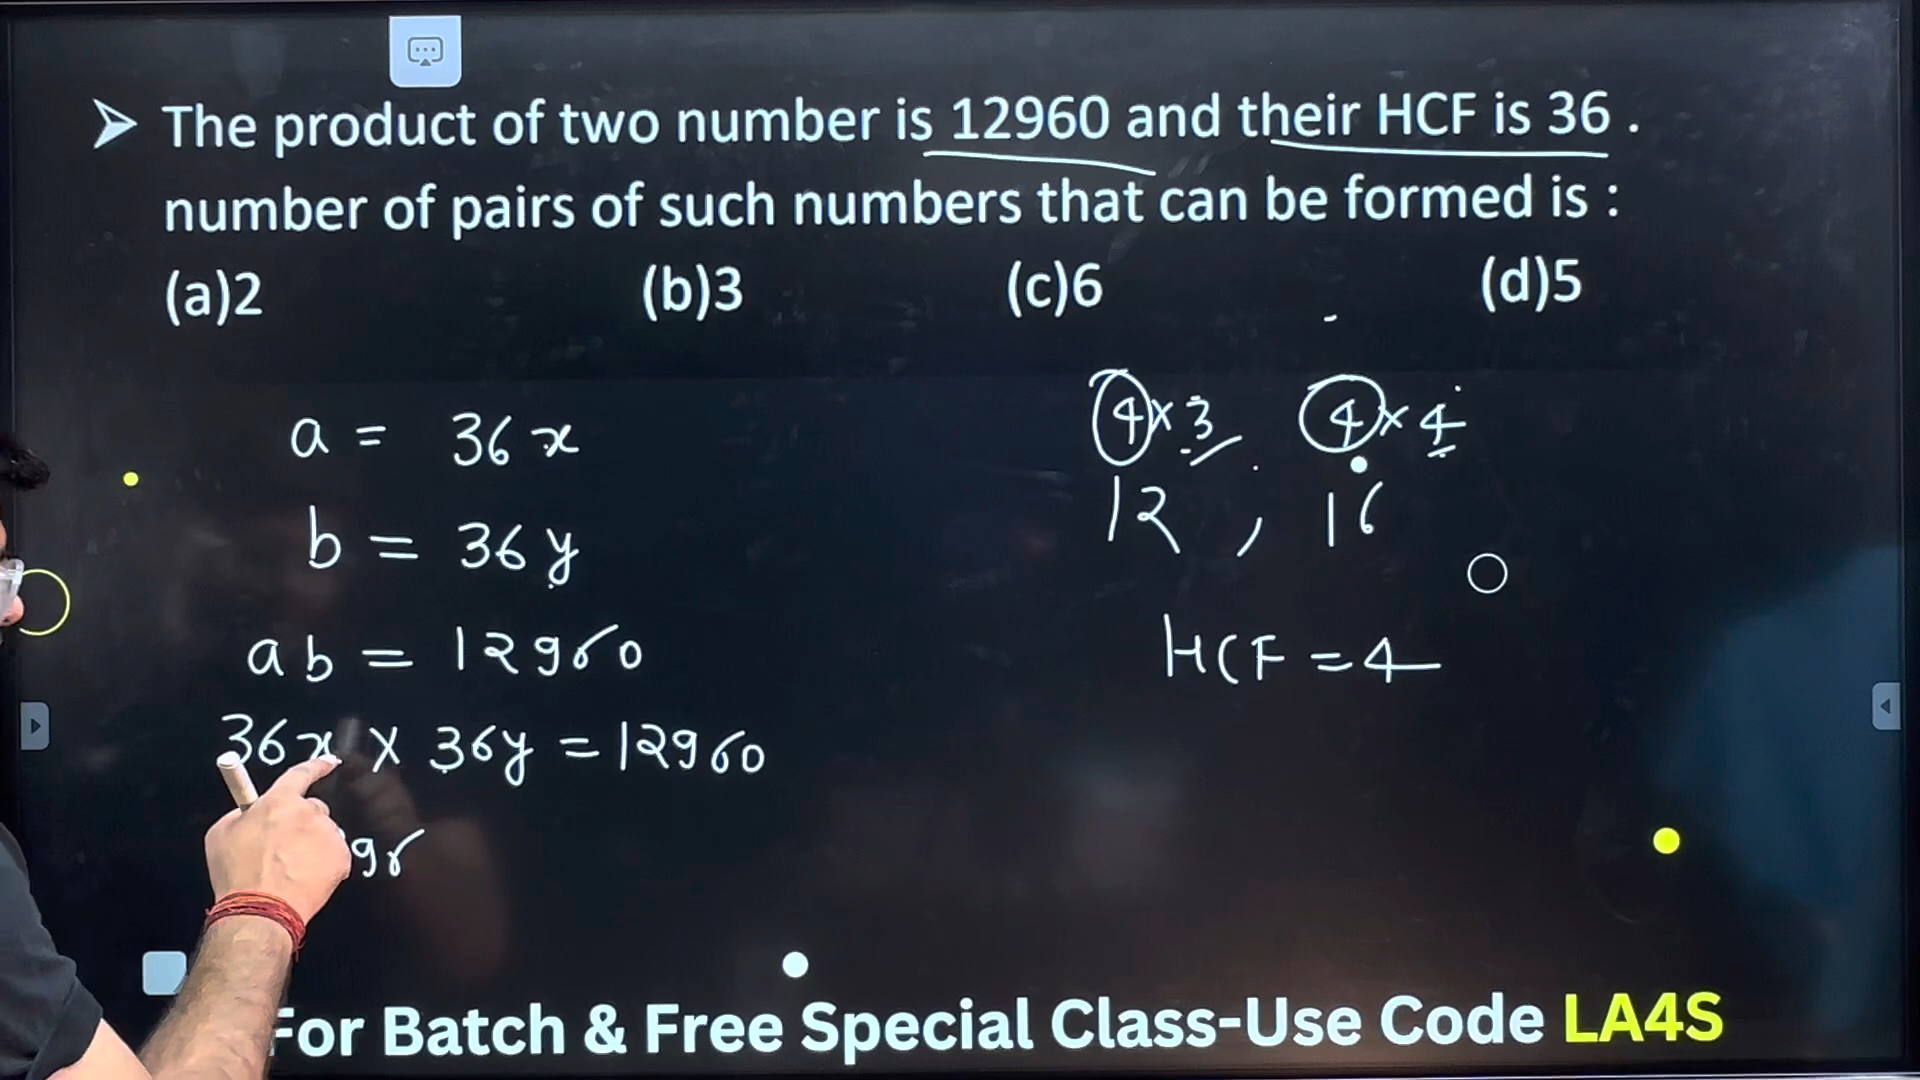 ➤ The product of two number is 12960 and their HCF is 36 .
number of pairs of such numbers that can be formed is :
(a)2 (b)3 (c)6 (d)5
a = 36x
b = 36y
ab = 12960
36x × 36y = 12960
96
4×3 , 4×4
12 , 16
HCF = 4
For Batch & Free Special Class-Use Code LA4S